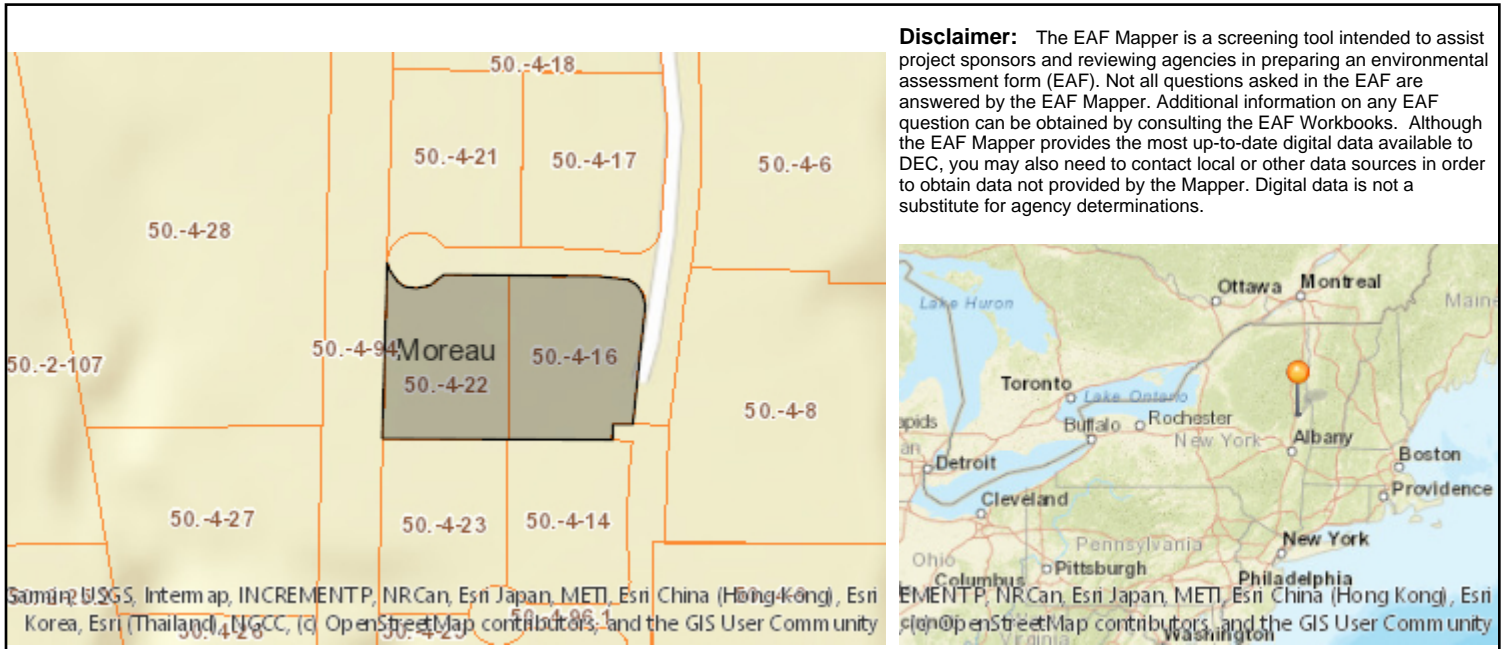 50.-4-18
50.-4-21
50.-4-17
50.-4-6
50.-4-28
50.-2-107
50.-4-94
Moreau
50.-4-22
50.-4-16
50.-4-8
50.-4-27
50.-4-23
50.-4-14
USGS, Intermap, INCREMENTP, NRCan, Esri Japan, METI, Esri China (Hong Kong), Esri
Korea, Esri (Thailand), NGCC, (c) OpenStreetMap contributors, and the GIS User Community
50.-4-96.1
Disclaimer: The EAF Mapper is a screening tool intended to assist
project sponsors and reviewing agencies in preparing an environmental
assessment form (EAF). Not all questions asked in the EAF are
answered by the EAF Mapper. Additional information on any EAF
question can be obtained by consulting the EAF Workbooks. Although
the EAF Mapper provides the most up-to-date digital data available to
DEC, you may also need to contact local or other data sources in order
to obtain data not provided by the Mapper. Digital data is not a
substitute for agency determinations.
Ottawa
Montreal
Maine
Lake Huron
Toronto
Lake Ontario
apids
Buffalo
Rochester
New York
Albany
an
Detroit
Boston
Providence
Cleveland
New York
Pennsylvania
Ohio
Pittsburgh
Columbus
Philadelphia
EMENTP, NRCan, Esri Japan, METI, Esri China (Hong Kong), Esri
(c) OpenStreetMap contributors, and the GIS User Community
Virginia
Washington